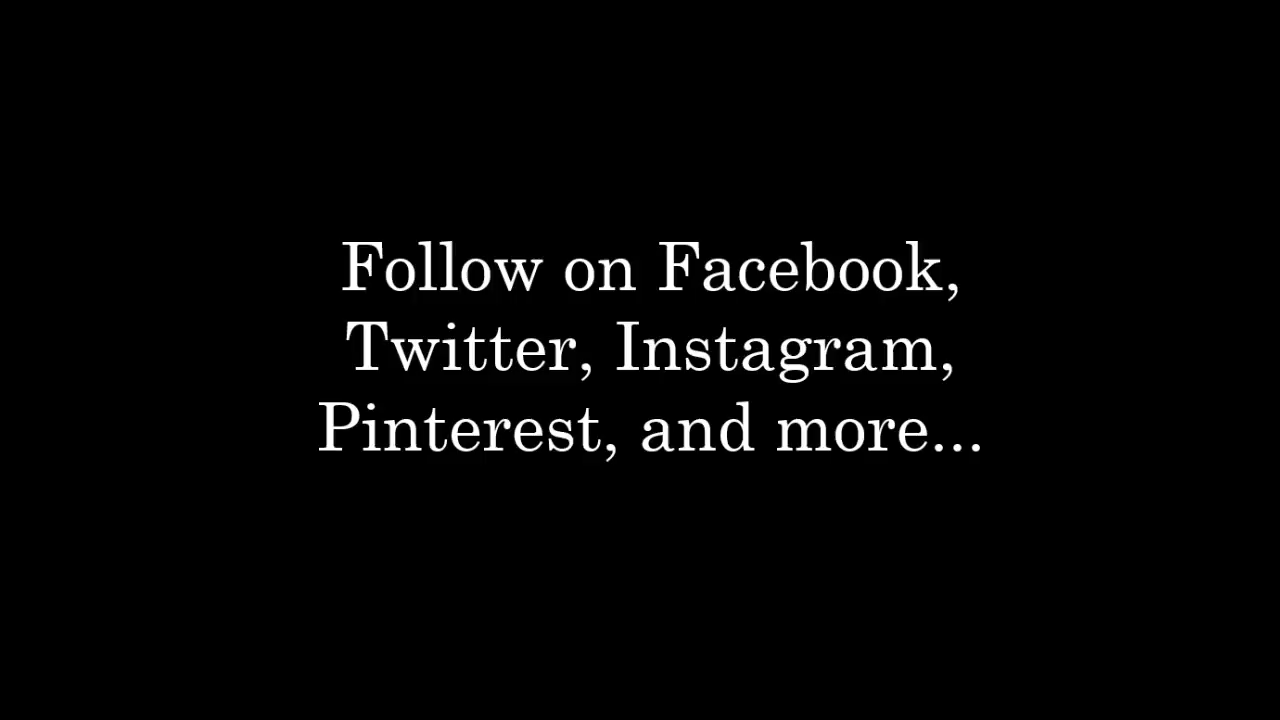 Follow on Facebook,
Twitter, Instagram,
Pinterest, and more...